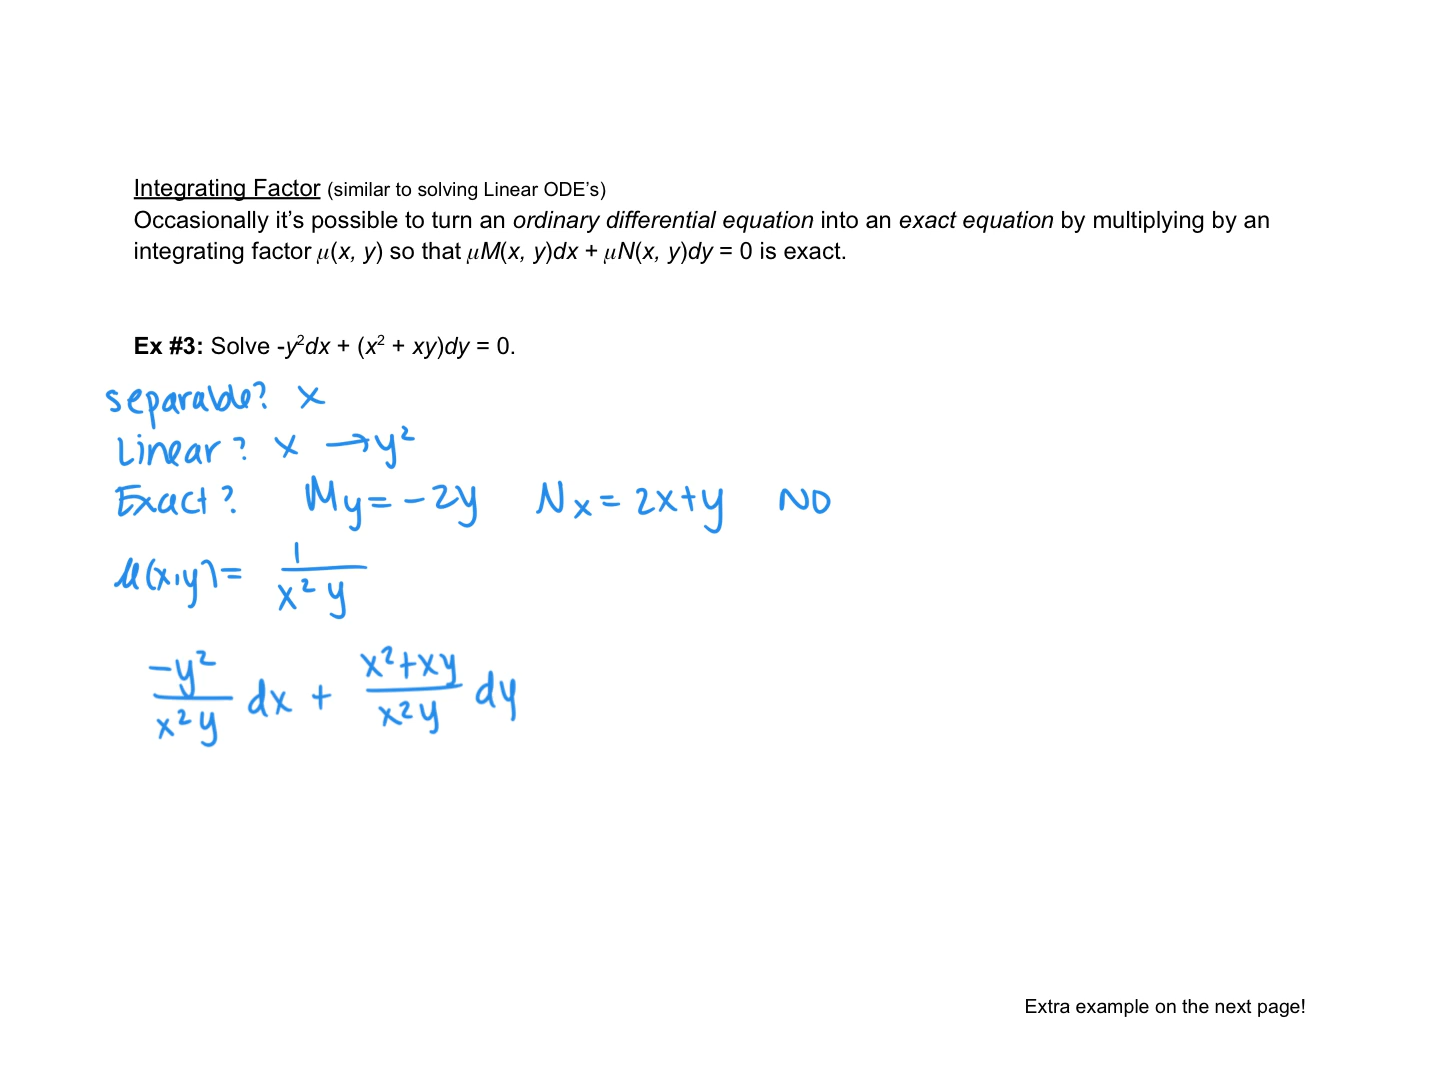 Integrating Factor (similar to solving Linear ODE’s)
Occasionally it’s possible to turn an ordinary differential equation into an exact equation by multiplying by an
integrating factor μ(x, y) so that μM(x, y)dx + μN(x, y)dy = 0 is exact.
Ex #3: Solve -y²dx + (x² + xy)dy = 0.
separable? x
Linear? x → y²
Exact? My = -2y Nx = 2x+y NO
μ(x,y) = 1/(x² y)
-y²/(x² y) dx + (x²+xy)/(x² y) dy
Extra example on the next page!